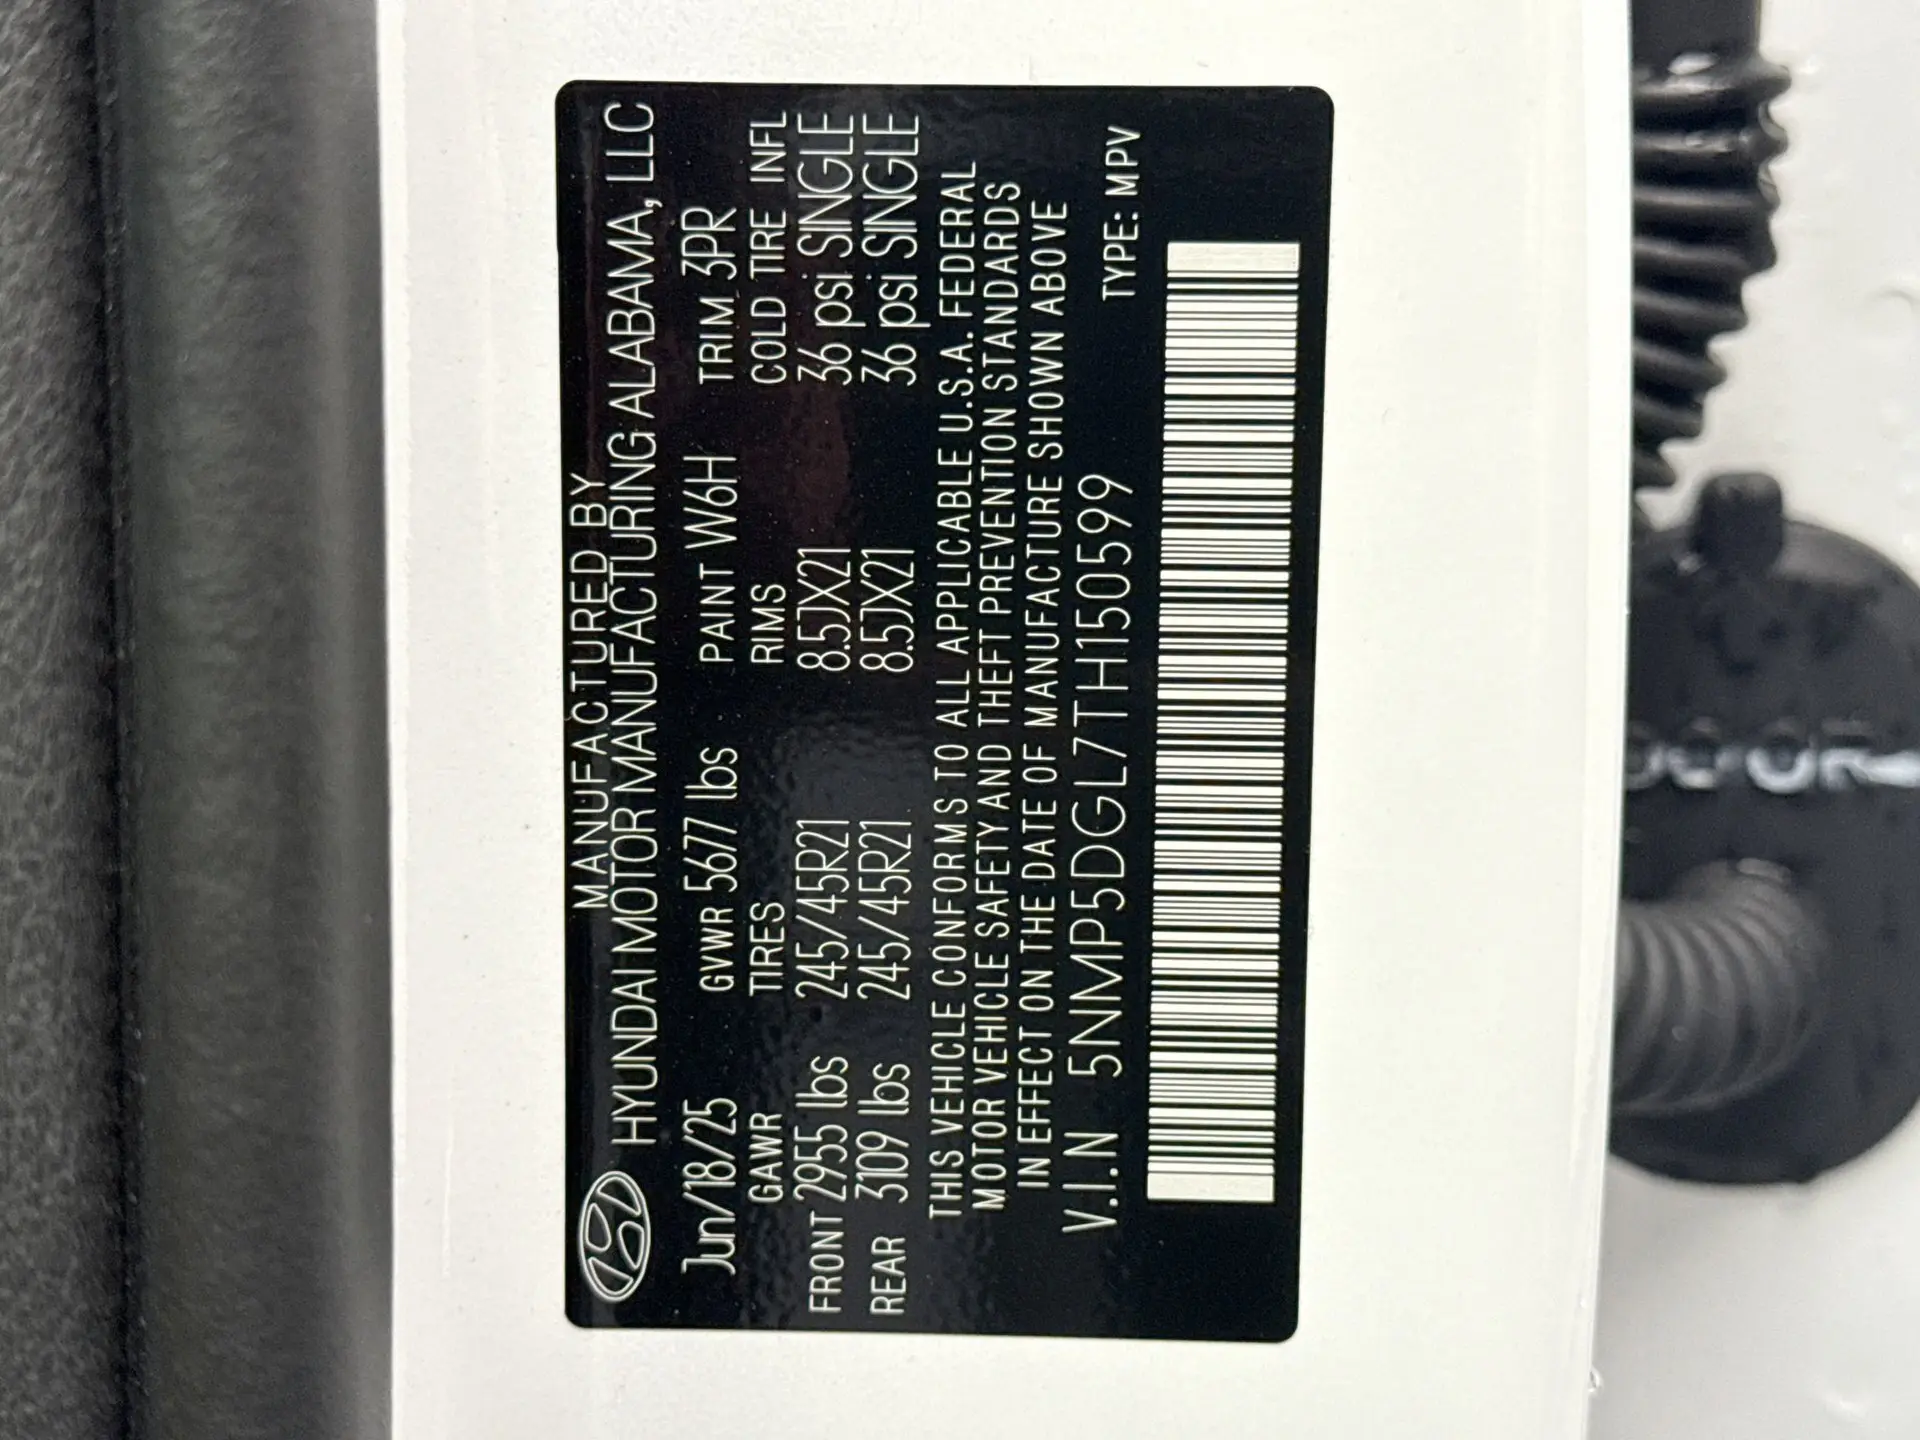 MANUFACTURED BY
HYUNDAI MOTOR MANUFACTURING ALABAMA, LLC
Jun/18/25 GVWR 5677 lbs PAINT W6H TRIM 3PR
GAWR TIRES RIMS COLD TIRE INFL
FRONT 2955 lbs 245/45R21 8.5JX21 36 psi SINGLE
REAR 3109 lbs 245/45R21 8.5JX21 36 psi SINGLE
THIS VEHICLE CONFORMS TO ALL APPLICABLE U.S.A. FEDERAL
MOTOR VEHICLE SAFETY AND THEFT PREVENTION STANDARDS
IN EFFECT ON THE DATE OF MANUFACTURE SHOWN ABOVE
V.I.N 5NMP5DGL7TH150599 TYPE: MPV